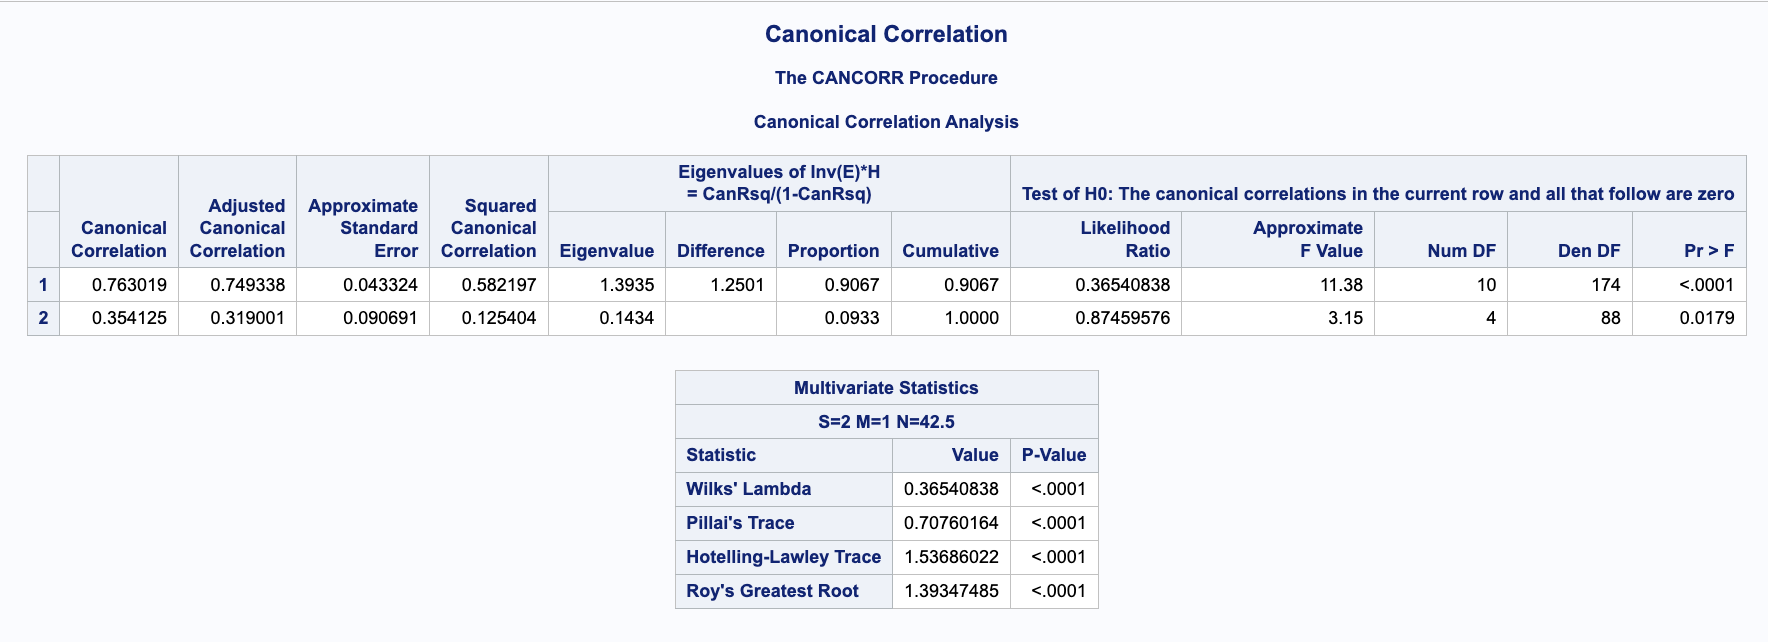 Canonical Correlation
The CANCORR Procedure
Canonical Correlation Analysis
Eigenvalues of Inv(E)*H
= CanRsq/(1-CanRsq)
Test of H0: The canonical correlations in the current row and all that follow are zero
Canonical Correlation Adjusted Canonical Correlation Approximate Standard Error Squared Canonical Correlation Eigenvalue Difference Proportion Cumulative Likelihood Ratio Approximate F Value Num DF Den DF Pr > F
1 0.763019 0.749338 0.043324 0.582197 1.3935 1.2501 0.9067 0.9067 0.36540838 11.38 10 174 <.0001
2 0.354125 0.319001 0.090691 0.125404 0.1434 0.0933 1.0000 0.87459576 3.15 4 88 0.0179
Multivariate Statistics
S=2 M=1 N=42.5
Statistic Value P-Value
Wilks' Lambda 0.36540838 <.0001
Pillai's Trace 0.70760164 <.0001
Hotelling-Lawley Trace 1.53686022 <.0001
Roy's Greatest Root 1.39347485 <.0001